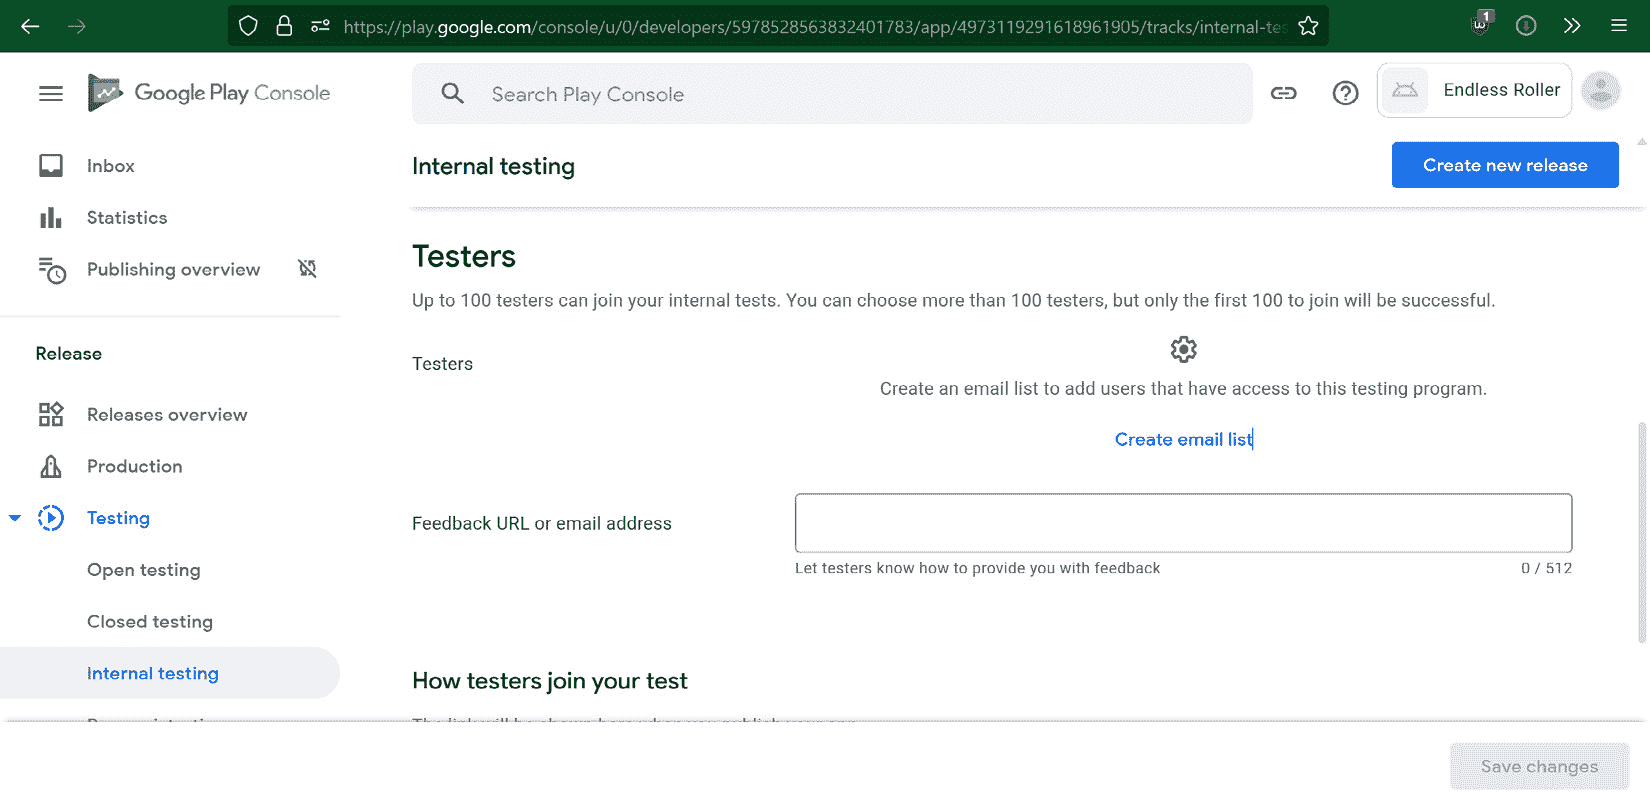 https://play.google.com/console/u/0/developers/5978528563832401783/app/4973119291618961905/tracks/internal-tes
1
Google Play Console
Search Play Console
Endless Roller
Inbox
Statistics
Publishing overview
Release
Releases overview
Production
Testing
Open testing
Closed testing
Internal testing
Internal testing
Create new release
Testers
Up to 100 testers can join your internal tests. You can choose more than 100 testers, but only the first 100 to join will be successful.
Testers
Create an email list to add users that have access to this testing program.
Create email list
Feedback URL or email address
Let testers know how to provide you with feedback
0 / 512
How testers join your test
Save changes